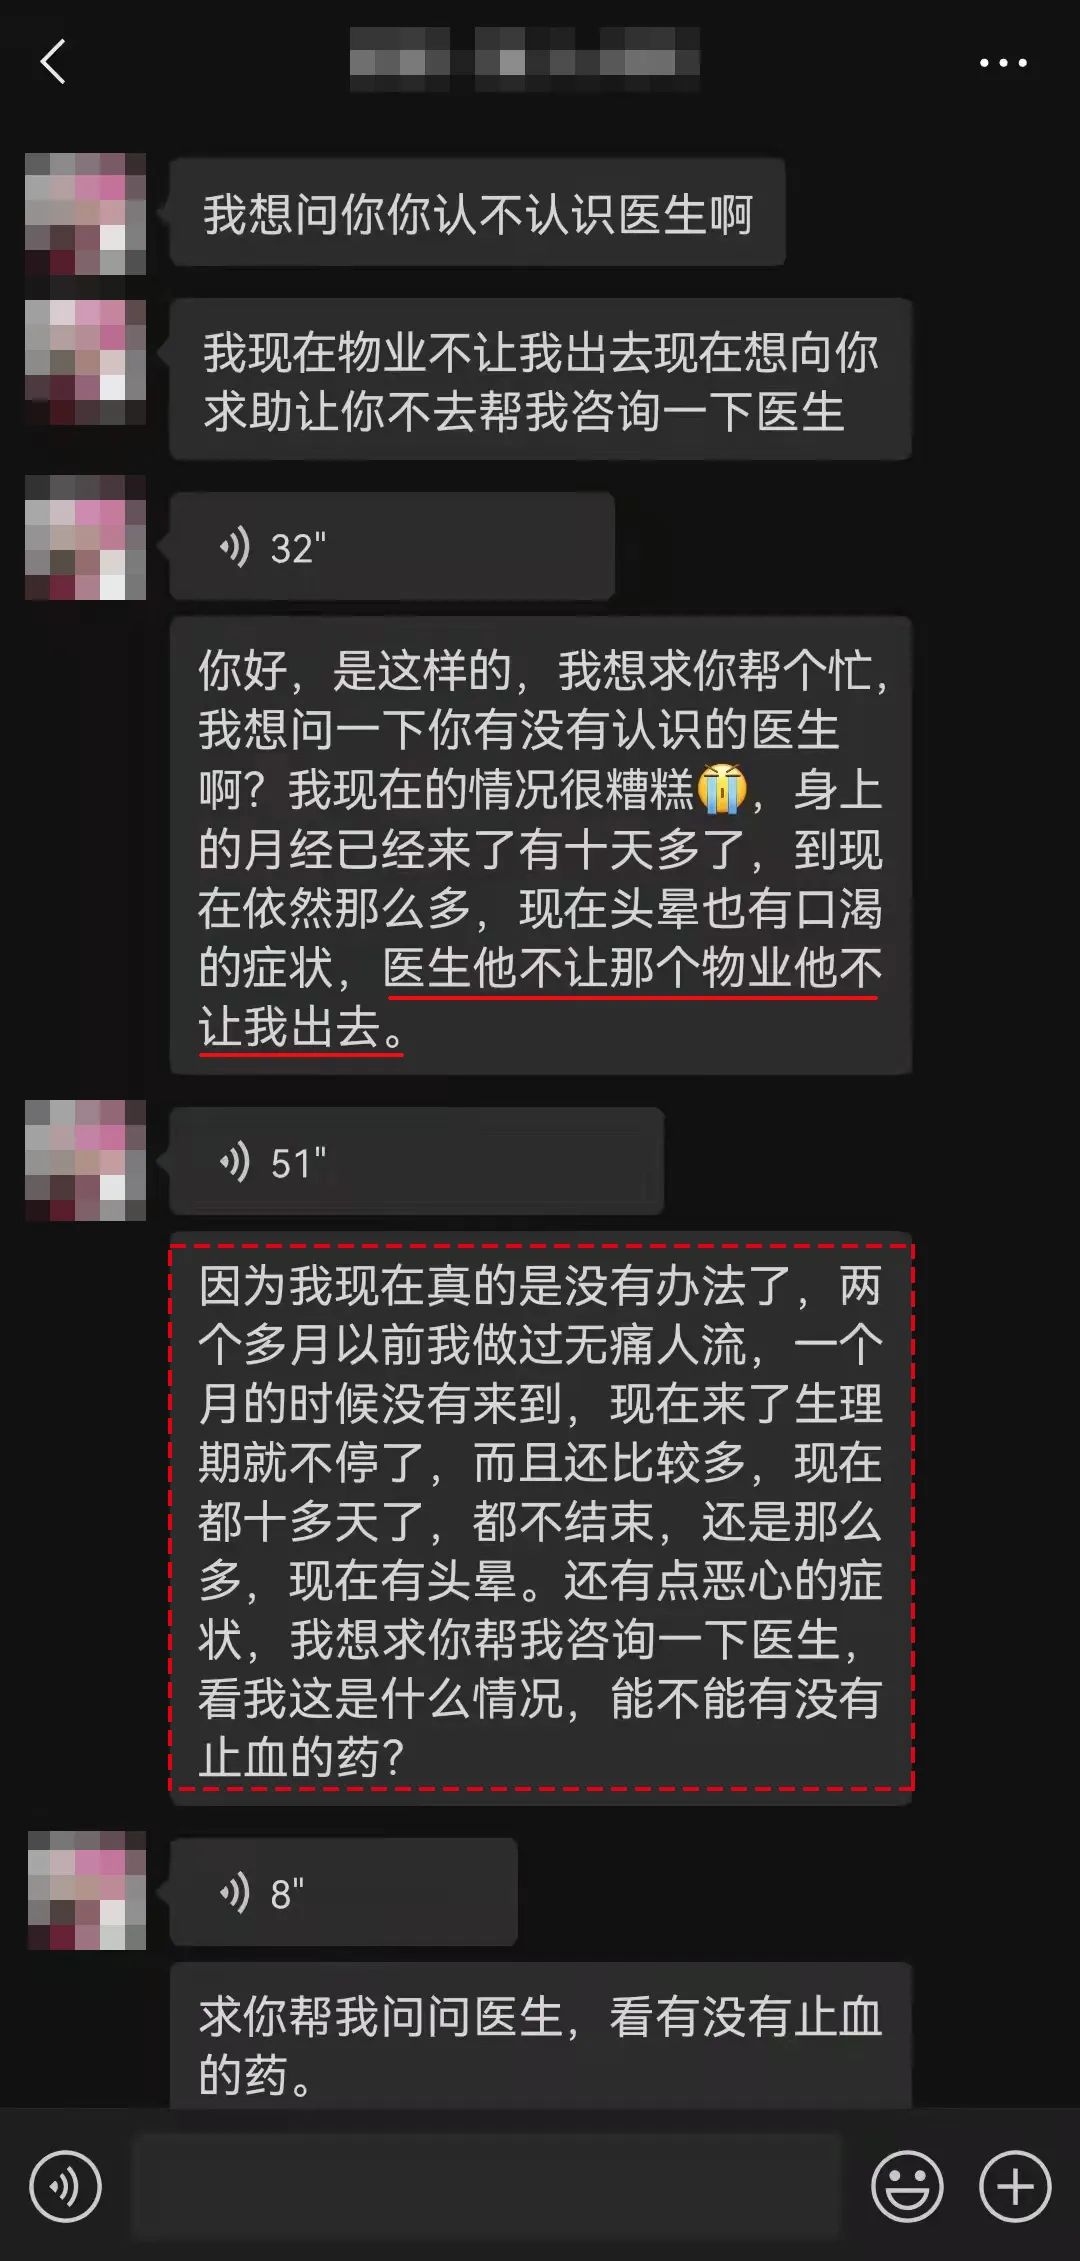 我想问你你认不认识医生啊
我现在物业不让我出去现在想向你
求助让你不去帮我咨询一下医生
32"
你好，是这样的，我想求你帮个忙，
我想问一下你有没有认识的医生
啊？我现在的情况很糟糕😭，身上
的月经已经来了有十天多了，到现
在依然那么多，现在头晕也有口渴
的症状，医生他不让那个物业他不
让我出去。
51"
因为我现在真的是没有办法了，两
个多月以前我做过无痛人流，一个
月的时候没有来到，现在来了生理
期就不停了，而且还比较多，现在
都十多天了，都不结束，还是那么
多，现在有头晕。还有点恶心的症
状，我想求你帮我咨询一下医生，
看我这是什么情况，能不能有没有
止血的药？
8"
求你帮我问问医生，看有没有止血
的药。